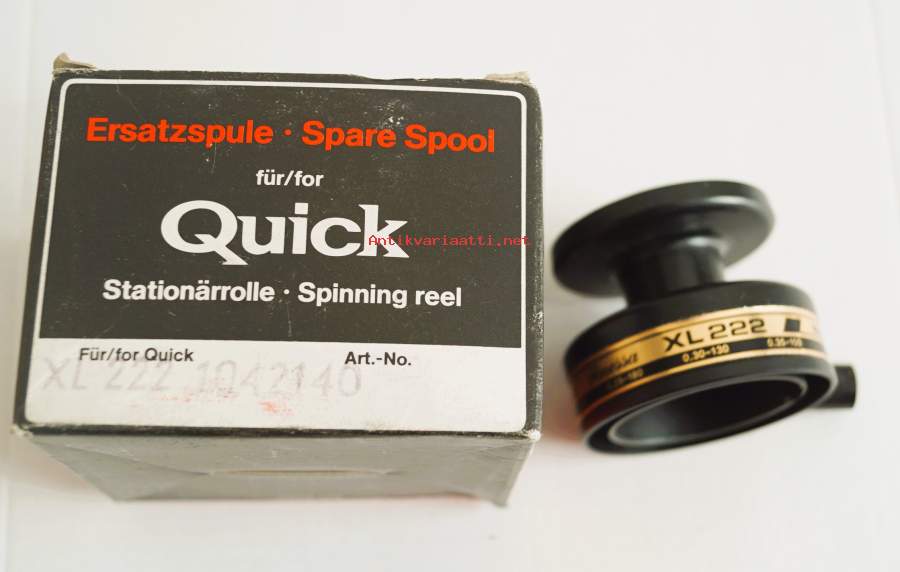 Ersatzspule · Spare Spool
für/for
Quick
Antikvariaatti.net
Stationärrolle · Spinning reel
Für/for Quick Art.-No.
XL 222 1042140
XL 222
0.30-130